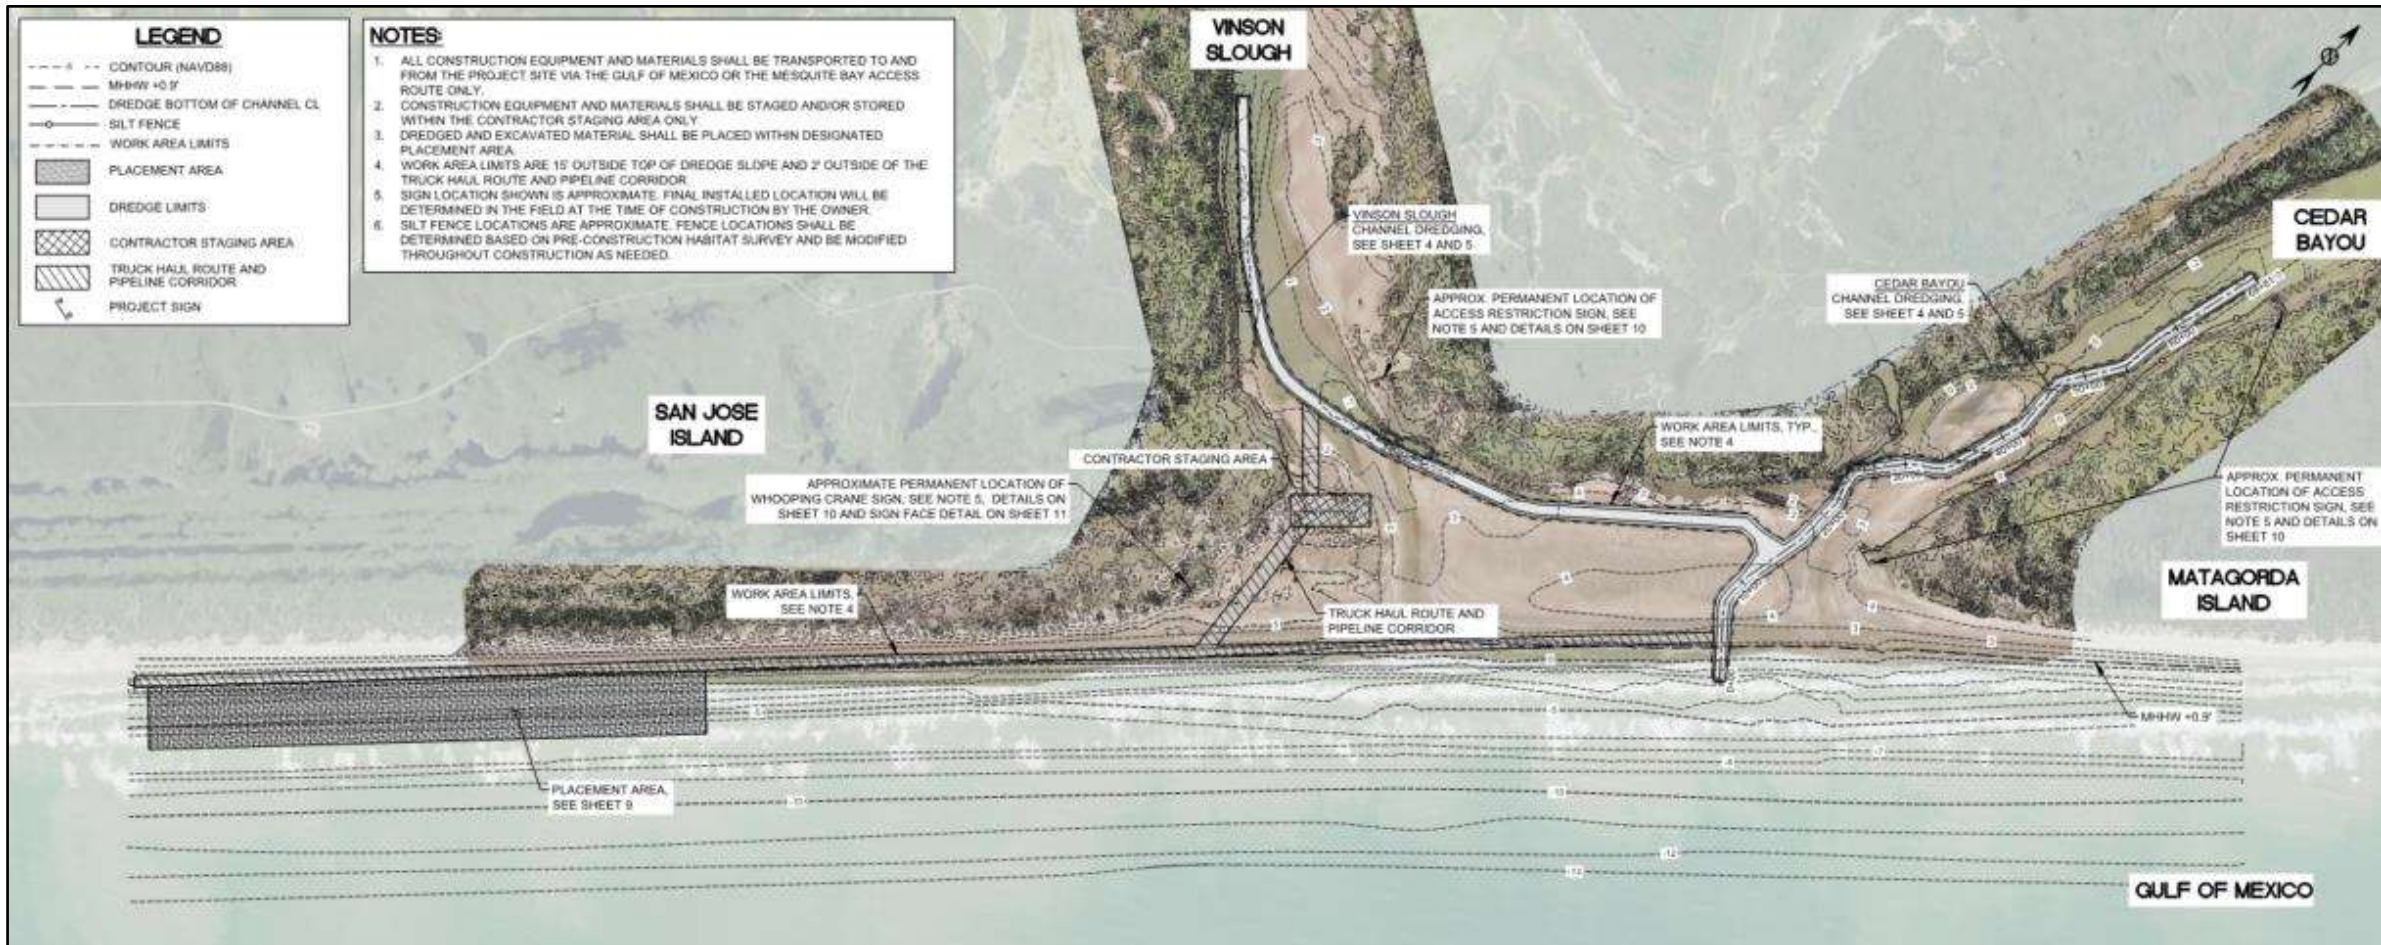 LEGEND
CONTOUR (NAVD88)
MHHW +0.9'
DREDGE BOTTOM OF CHANNEL CL
SILT FENCE
WORK AREA LIMITS
PLACEMENT AREA
DREDGE LIMITS
CONTRACTOR STAGING AREA
TRUCK HAUL ROUTE AND
PIPELINE CORRIDOR
PROJECT SIGN
NOTES:
1. ALL CONSTRUCTION EQUIPMENT AND MATERIALS SHALL BE TRANSPORTED TO AND
FROM THE PROJECT SITE VIA THE GULF OF MEXICO OR THE MESQUITE BAY ACCESS
ROUTE ONLY.
2. CONSTRUCTION EQUIPMENT AND MATERIALS SHALL BE STAGED AND/OR STORED
WITHIN THE CONTRACTOR STAGING AREA ONLY
3. DREDGED AND EXCAVATED MATERIAL SHALL BE PLACED WITHIN DESIGNATED
PLACEMENT AREA.
4. WORK AREA LIMITS ARE 15' OUTSIDE TOP OF DREDGE SLOPE AND 2' OUTSIDE OF THE
TRUCK HAUL ROUTE AND PIPELINE CORRIDOR
5. SIGN LOCATION SHOWN IS APPROXIMATE. FINAL INSTALLED LOCATION WILL BE
DETERMINED IN THE FIELD AT THE TIME OF CONSTRUCTION BY THE OWNER.
6. SILT FENCE LOCATIONS ARE APPROXIMATE. FENCE LOCATIONS SHALL BE
DETERMINED BASED ON PRE-CONSTRUCTION HABITAT SURVEY AND BE MODIFIED
THROUGHOUT CONSTRUCTION AS NEEDED.
VINSON
SLOUGH
VINSON SLOUGH
CHANNEL DREDGING,
SEE SHEET 4 AND 5
CEDAR
BAYOU
CEDAR BAYOU
CHANNEL DREDGING,
SEE SHEET 4 AND 5
APPROX. PERMANENT LOCATION OF
ACCESS RESTRICTION SIGN, SEE
NOTE 5 AND DETAILS ON SHEET 10
SAN JOSE
ISLAND
WORK AREA LIMITS, TYP.,
SEE NOTE 4
CONTRACTOR STAGING AREA
APPROXIMATE PERMANENT LOCATION OF
WHOOPING CRANE SIGN, SEE NOTE 5, DETAILS ON
SHEET 10 AND SIGN FACE DETAIL ON SHEET 11
APPROX. PERMANENT
LOCATION OF ACCESS
RESTRICTION SIGN, SEE
NOTE 5 AND DETAILS ON
SHEET 10
MATAGORDA
ISLAND
WORK AREA LIMITS,
SEE NOTE 4
TRUCK HAUL ROUTE AND
PIPELINE CORRIDOR
MHHW +0.9'
PLACEMENT AREA,
SEE SHEET 9
GULF OF MEXICO